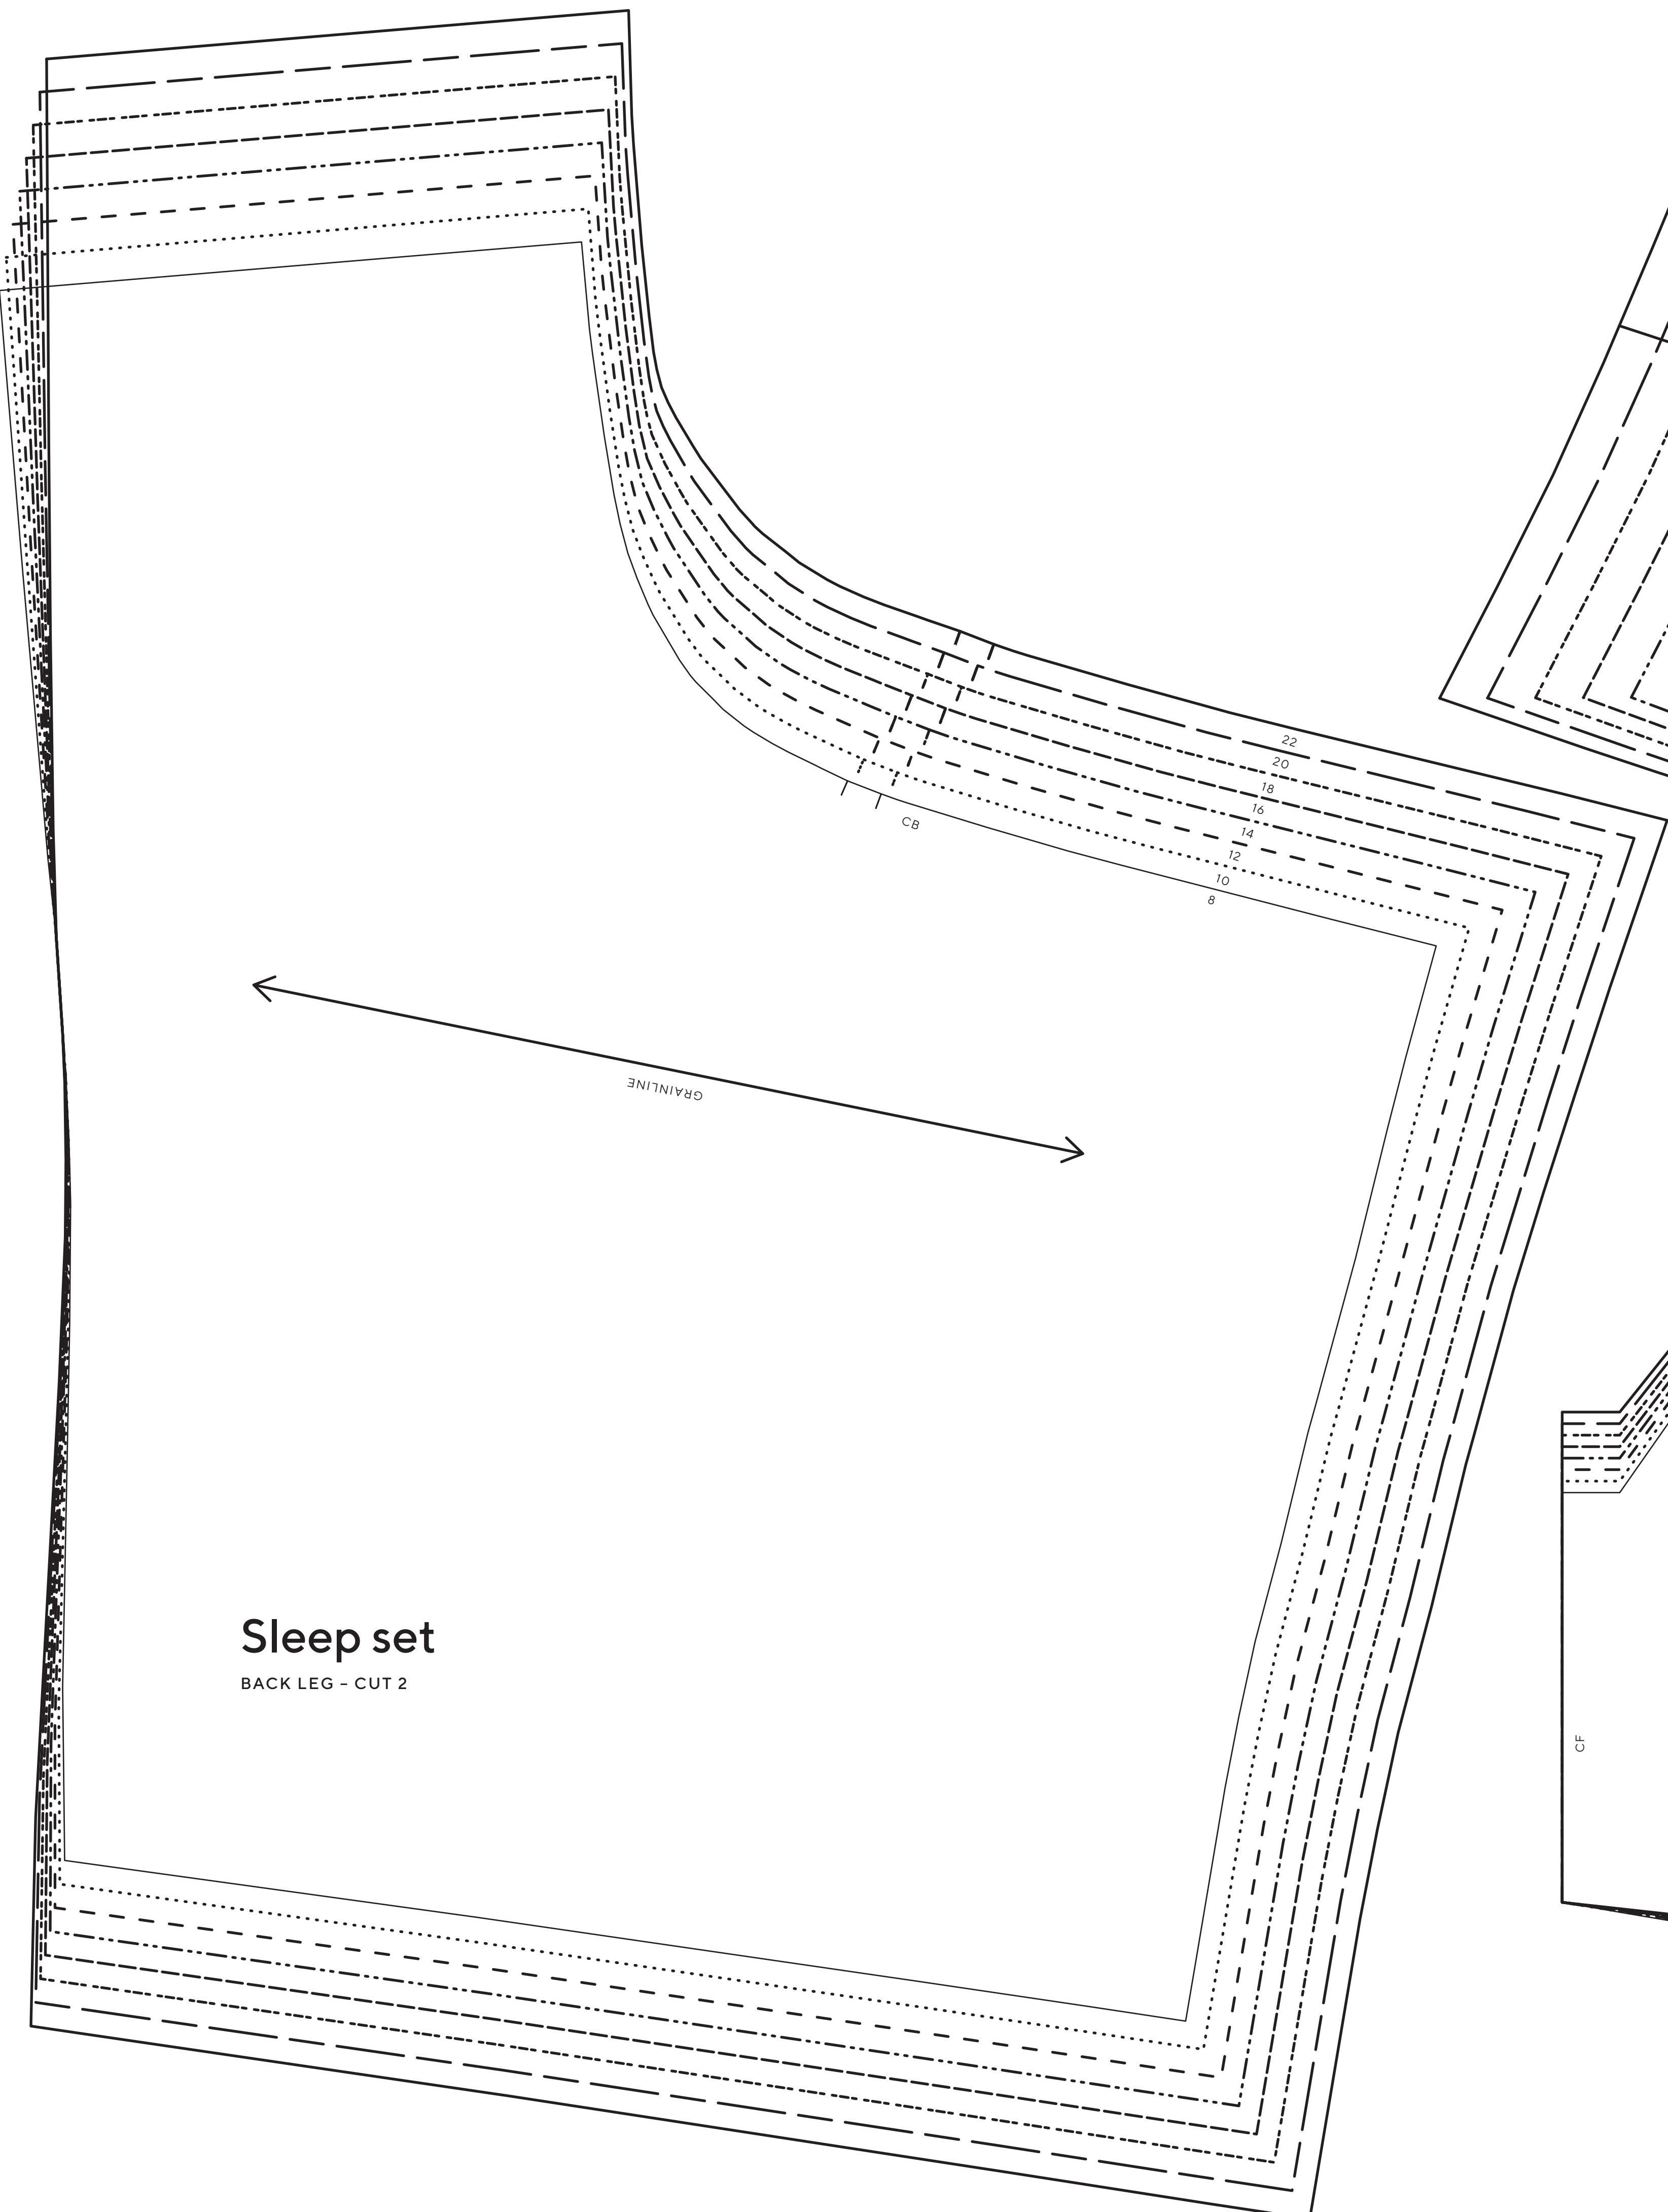 22
20
18
16
14
12
10
8
CB
GRAINLINE
Sleep set
BACK LEG – CUT 2
CF